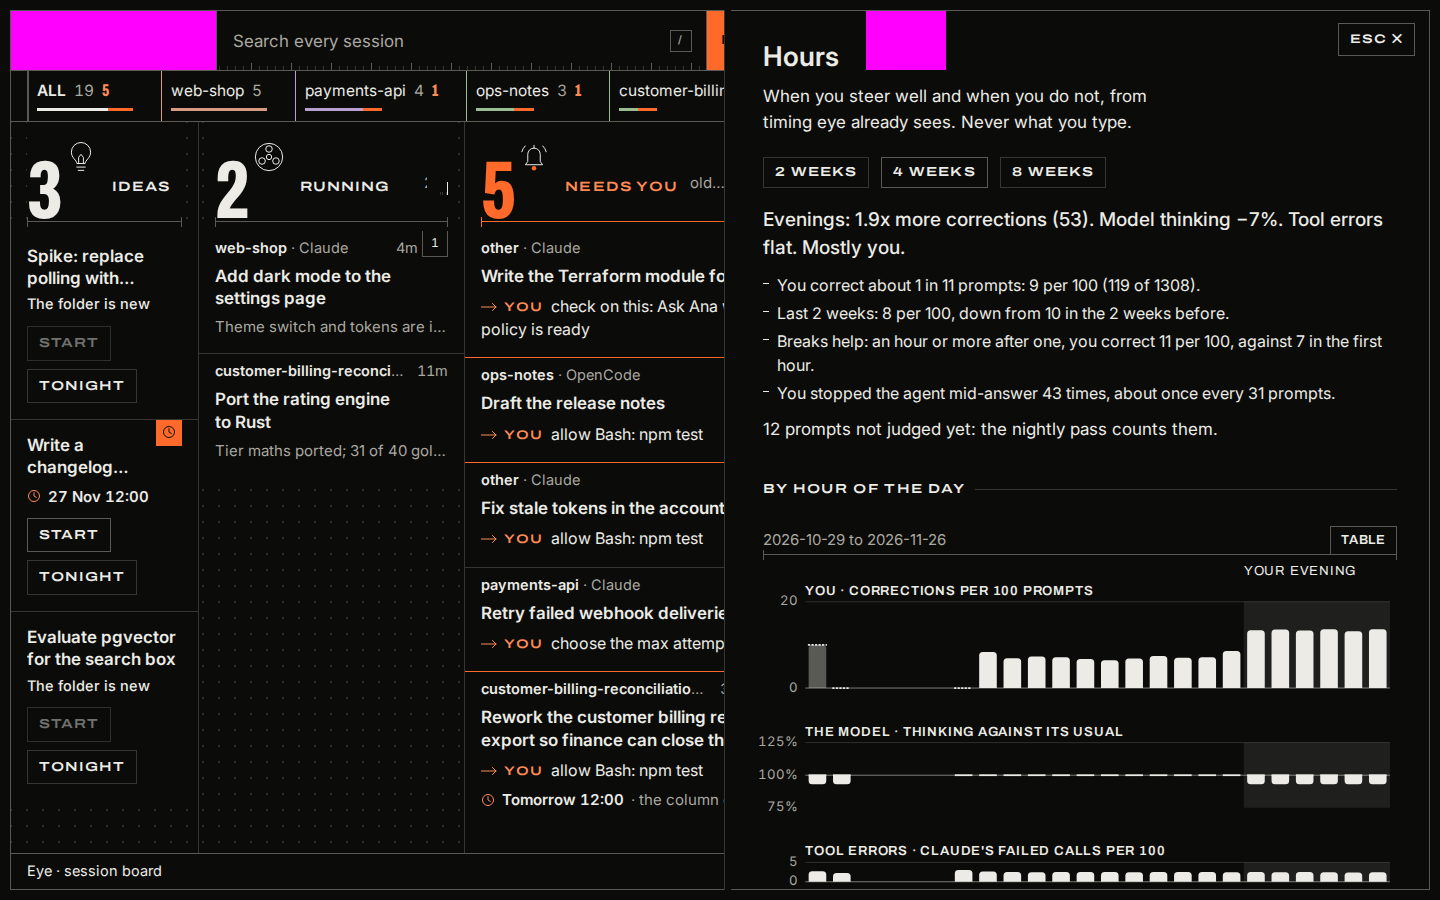 Search every session
/
ALL 19 5
web-shop 5
payments-api 4 1
ops-notes 3 1
customer-billin
3 IDEAS
2 RUNNING
5 NEEDS YOU old...
Spike: replace
polling with...
The folder is new
START
TONIGHT
Write a
changelog...
27 Nov 12:00
START
TONIGHT
Evaluate pgvector
for the search box
The folder is new
START
TONIGHT
web-shop · Claude 4m 1
Add dark mode to the
settings page
Theme switch and tokens are i...
customer-billing-reconci... 11m
Port the rating engine
to Rust
Tier maths ported; 31 of 40 gol...
other · Claude
Write the Terraform module fo
→ YOU check on this: Ask Ana
policy is ready
ops-notes · OpenCode
Draft the release notes
→ YOU allow Bash: npm test
other · Claude
Fix stale tokens in the account
→ YOU allow Bash: npm test
payments-api · Claude
Retry failed webhook deliverie
→ YOU choose the max attemp
customer-billing-reconciliatio...
Rework the customer billing re
export so finance can close th
→ YOU allow Bash: npm test
Tomorrow 12:00 · the column
Eye · session board
Hours
ESC ✕
When you steer well and when you do not, from
timing eye already sees. Never what you type.
2 WEEKS
4 WEEKS
8 WEEKS
Evenings: 1.9x more corrections (53). Model thinking −7%. Tool errors
flat. Mostly you.
– You correct about 1 in 11 prompts: 9 per 100 (119 of 1308).
– Last 2 weeks: 8 per 100, down from 10 in the 2 weeks before.
– Breaks help: an hour or more after one, you correct 11 per 100, against 7 in the first
hour.
– You stopped the agent mid-answer 43 times, about once every 31 prompts.
12 prompts not judged yet: the nightly pass counts them.
BY HOUR OF THE DAY
2026-10-29 to 2026-11-26
TABLE
YOUR EVENING
YOU · CORRECTIONS PER 100 PROMPTS
20
0
THE MODEL · THINKING AGAINST ITS USUAL
125%
100%
75%
TOOL ERRORS · CLAUDE'S FAILED CALLS PER 100
5
0